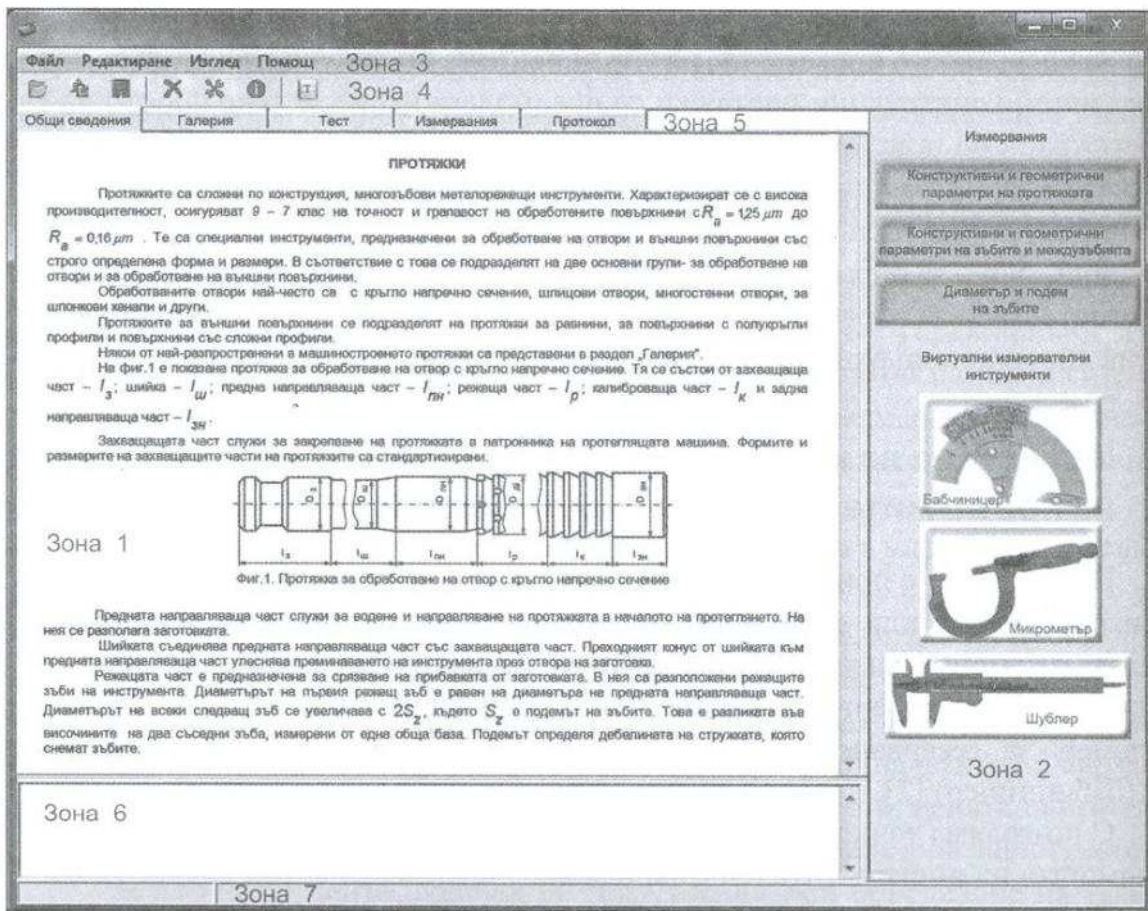 Файл Редактиране Изглед Помощ Зона 3
Зона 4
Общи сведения Галерия Тест Измервания Протокол Зона 5
ПРОТЯЖКИ
Протяжките са сложни по конструкция, многозъбови металорежещи инструменти. Характеризират се с висока
производителност, осигуряват 9 – 7 клас на точност и грапавост на обработените повърхнини с R_a = 1,25 μm до
R_a = 0,16 μm . Те са специални инструменти, предназначени за обработване на отвори и външни повърхнини със
строго определена форма и размери. В съответствие с това се подразделят на две основни групи- за обработване на
отвори и за обработване на външни повърхнини.
Обработваните отвори най-често са с кръгло напречно сечение, шлицови отвори, многостенни отвори, за
шпонкови канали и други.
Протяжките за външни повърхнини се подразделят на протяжки за равнини, за повърхнини с полукръгли
профили и повърхнини със сложни профили.
Някои от най-разпространени в машиностроенето протяжки са представени в раздел „Галерия".
На фиг.1 е показана протяжка за обработване на отвор с кръгло напречно сечение. Тя се състои от захващаща
част – l_з; шийка – l_ш; предна направляваща част – l_пн; режеща част – l_р; калиброваща част – l_к и задна
направляваща част – l_зн.
Захващащата част служи за закрепване на протяжката в патронника на протеглящата машина. Формите и
размерите на захващащите части на протяжките са стандартизирани.
D_з D_ш D_пн D_ш D_зн
l_з l_ш l_пн l_р l_к l_зн
Фиг.1. Протяжка за обработване на отвор с кръгло напречно сечение
Зона 1
Предната направляваща част служи за водене и направляване на протяжката в началото на протеглянето. На
нея се разполага заготовката.
Шийката съединява предната направляваща част със захващащата част. Преходният конус от шийката към
предната направляваща част улеснява преминаването на инструмента през отвора на заготовка.
Режещата част е предназначена за срязване на прибавката от заготовката. В нея са разположени режещите
зъби на инструмента. Диаметърът на първия режещ зъб е равен на диаметъра не предната направляваща част.
Диаметърът на всеки следващ зъб се увеличава с 2S_z, където S_z е подемът на зъбите. Това е разликата във
височините на два съседни зъба, измерени от една обща база. Подемът определя дебелината на стружката, която
снемат зъбите.
Зона 6
Зона 7
Измервания
Конструктивни и геометрични
параметри на протяжката
Конструктивни и геометрични
параметри на зъбите и междузъбията
Диаметър и подем
на зъбите
Виртуални измервателни
инструменти
Бабчиницер
Микрометър
Шублер
Зона 2